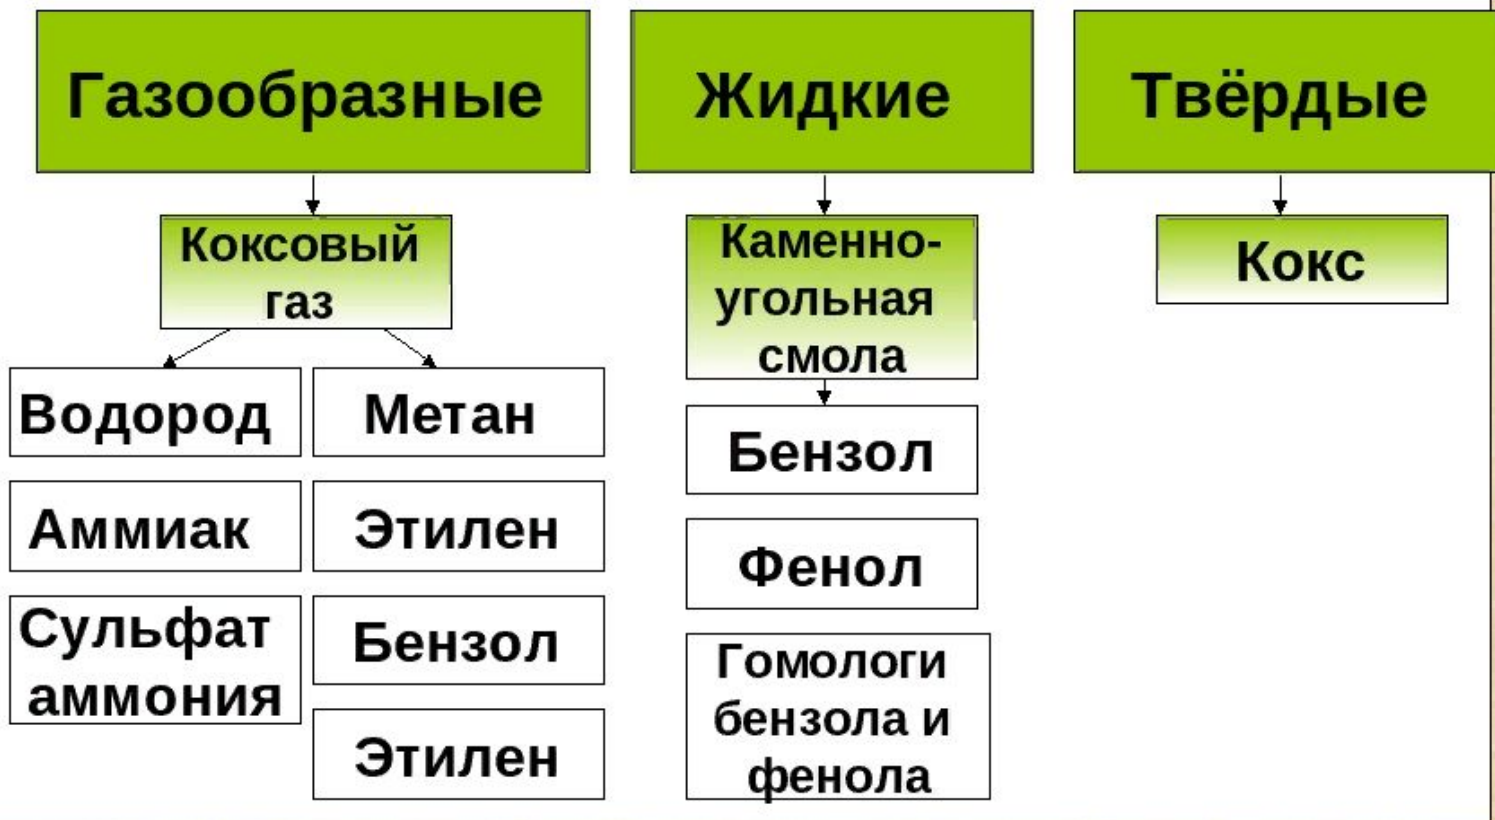 Газообразные
Жидкие
Твёрдые
Коксовый
газ
Каменно-
угольная
смола
Кокс
Водород
Метан
Аммиак
Этилен
Сульфат
аммония
Бензол
Этилен
Бензол
Фенол
Гомологи
бензола и
фенола